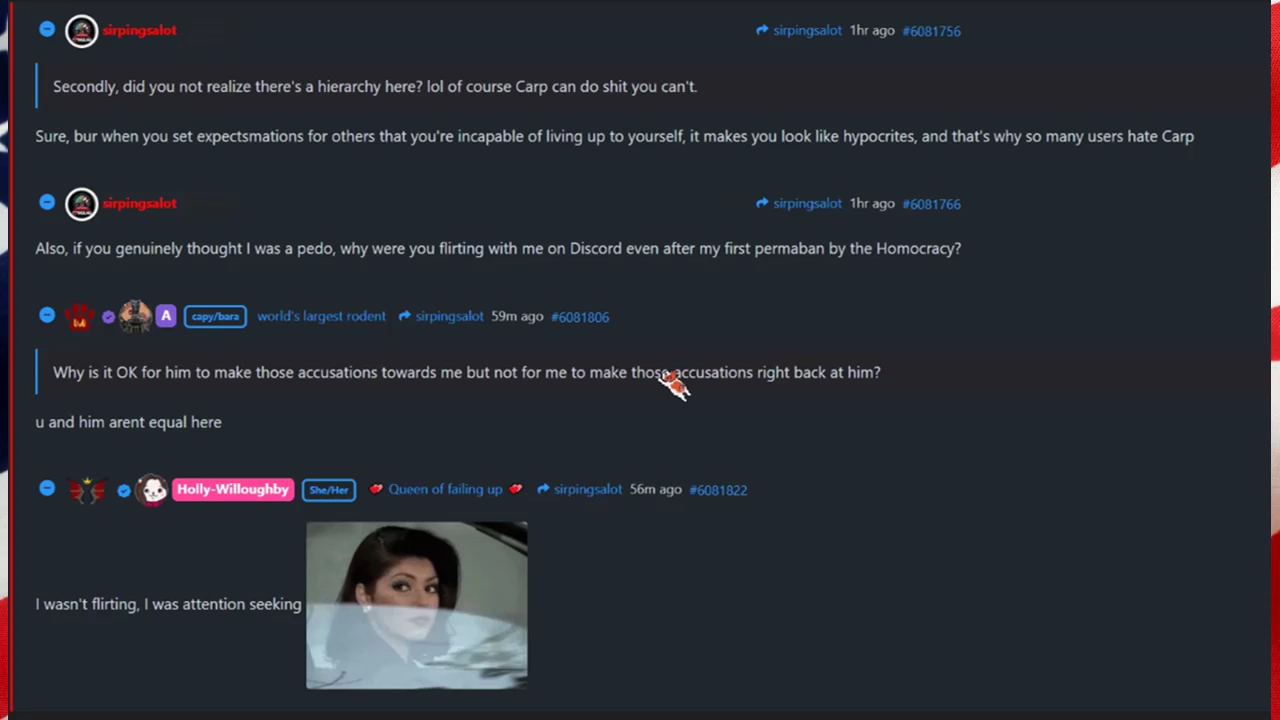 sirpingsalot sirpingsalot 1hr ago #6081756
Secondly, did you not realize there's a hierarchy here? lol of course Carp can do shit you can't.
Sure, bur when you set expectsmations for others that you're incapable of living up to yourself, it makes you look like hypocrites, and that's why so many users hate Carp
sirpingsalot sirpingsalot 1hr ago #6081766
Also, if you genuinely thought I was a pedo, why were you flirting with me on Discord even after my first permaban by the Homocracy?
A capy/bara world's largest rodent sirpingsalot 59m ago #6081806
Why is it OK for him to make those accusations towards me but not for me to make those accusations right back at him?
u and him arent equal here
Holly-Willoughby She/Her Queen of failing up sirpingsalot 56m ago #6081822
I wasn't flirting, I was attention seeking